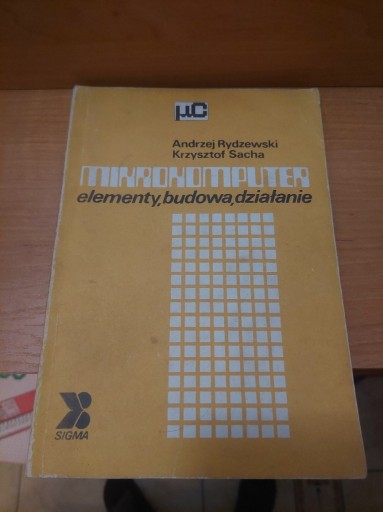 µC
Andrzej Rydzewski
Krzysztof Sacha
MIKROKOMPUTER
elementy, budowa, działanie
SIGMA